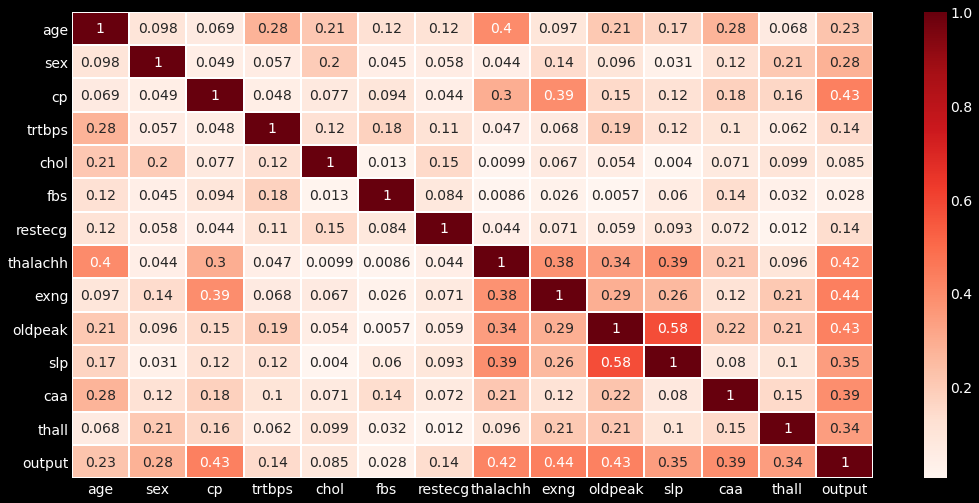 age 1 0.098 0.069 0.28 0.21 0.12 0.12 0.4 0.097 0.21 0.17 0.28 0.068 0.23 1.0
sex 0.098 1 0.049 0.057 0.2 0.045 0.058 0.044 0.14 0.096 0.031 0.12 0.21 0.28
cp 0.069 0.049 1 0.048 0.077 0.094 0.044 0.3 0.39 0.15 0.12 0.18 0.16 0.43 0.8
trtbps 0.28 0.057 0.048 1 0.12 0.18 0.11 0.047 0.068 0.19 0.12 0.1 0.062 0.14
chol 0.21 0.2 0.077 0.12 1 0.013 0.15 0.0099 0.067 0.054 0.004 0.071 0.099 0.085
fbs 0.12 0.045 0.094 0.18 0.013 1 0.084 0.0086 0.026 0.0057 0.06 0.14 0.032 0.028 0.6
restecg 0.12 0.058 0.044 0.11 0.15 0.084 1 0.044 0.071 0.059 0.093 0.072 0.012 0.14
thalachh 0.4 0.044 0.3 0.047 0.0099 0.0086 0.044 1 0.38 0.34 0.39 0.21 0.096 0.42
exng 0.097 0.14 0.39 0.068 0.067 0.026 0.071 0.38 1 0.29 0.26 0.12 0.21 0.44 0.4
oldpeak 0.21 0.096 0.15 0.19 0.054 0.0057 0.059 0.34 0.29 1 0.58 0.22 0.21 0.43
slp 0.17 0.031 0.12 0.12 0.004 0.06 0.093 0.39 0.26 0.58 1 0.08 0.1 0.35
caa 0.28 0.12 0.18 0.1 0.071 0.14 0.072 0.21 0.12 0.22 0.08 1 0.15 0.39 0.2
thall 0.068 0.21 0.16 0.062 0.099 0.032 0.012 0.096 0.21 0.21 0.1 0.15 1 0.34
output 0.23 0.28 0.43 0.14 0.085 0.028 0.14 0.42 0.44 0.43 0.35 0.39 0.34 1
age sex cp trtbps chol fbs restecg thalachh exng oldpeak slp caa thall output